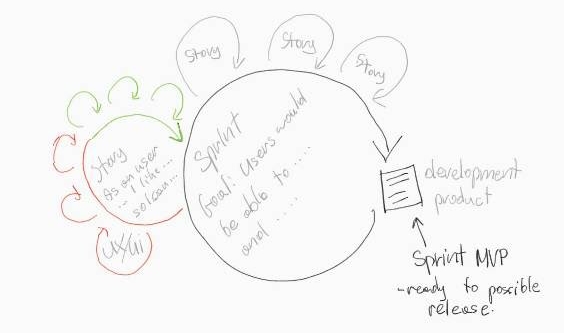 Story
Story
Story
Story
As an user
... I like...
so I can...
UX/Ui
Sprint
Goal: Users would
be able to .....
and .....
development
product
Sprint MVP
-ready to possible
release.